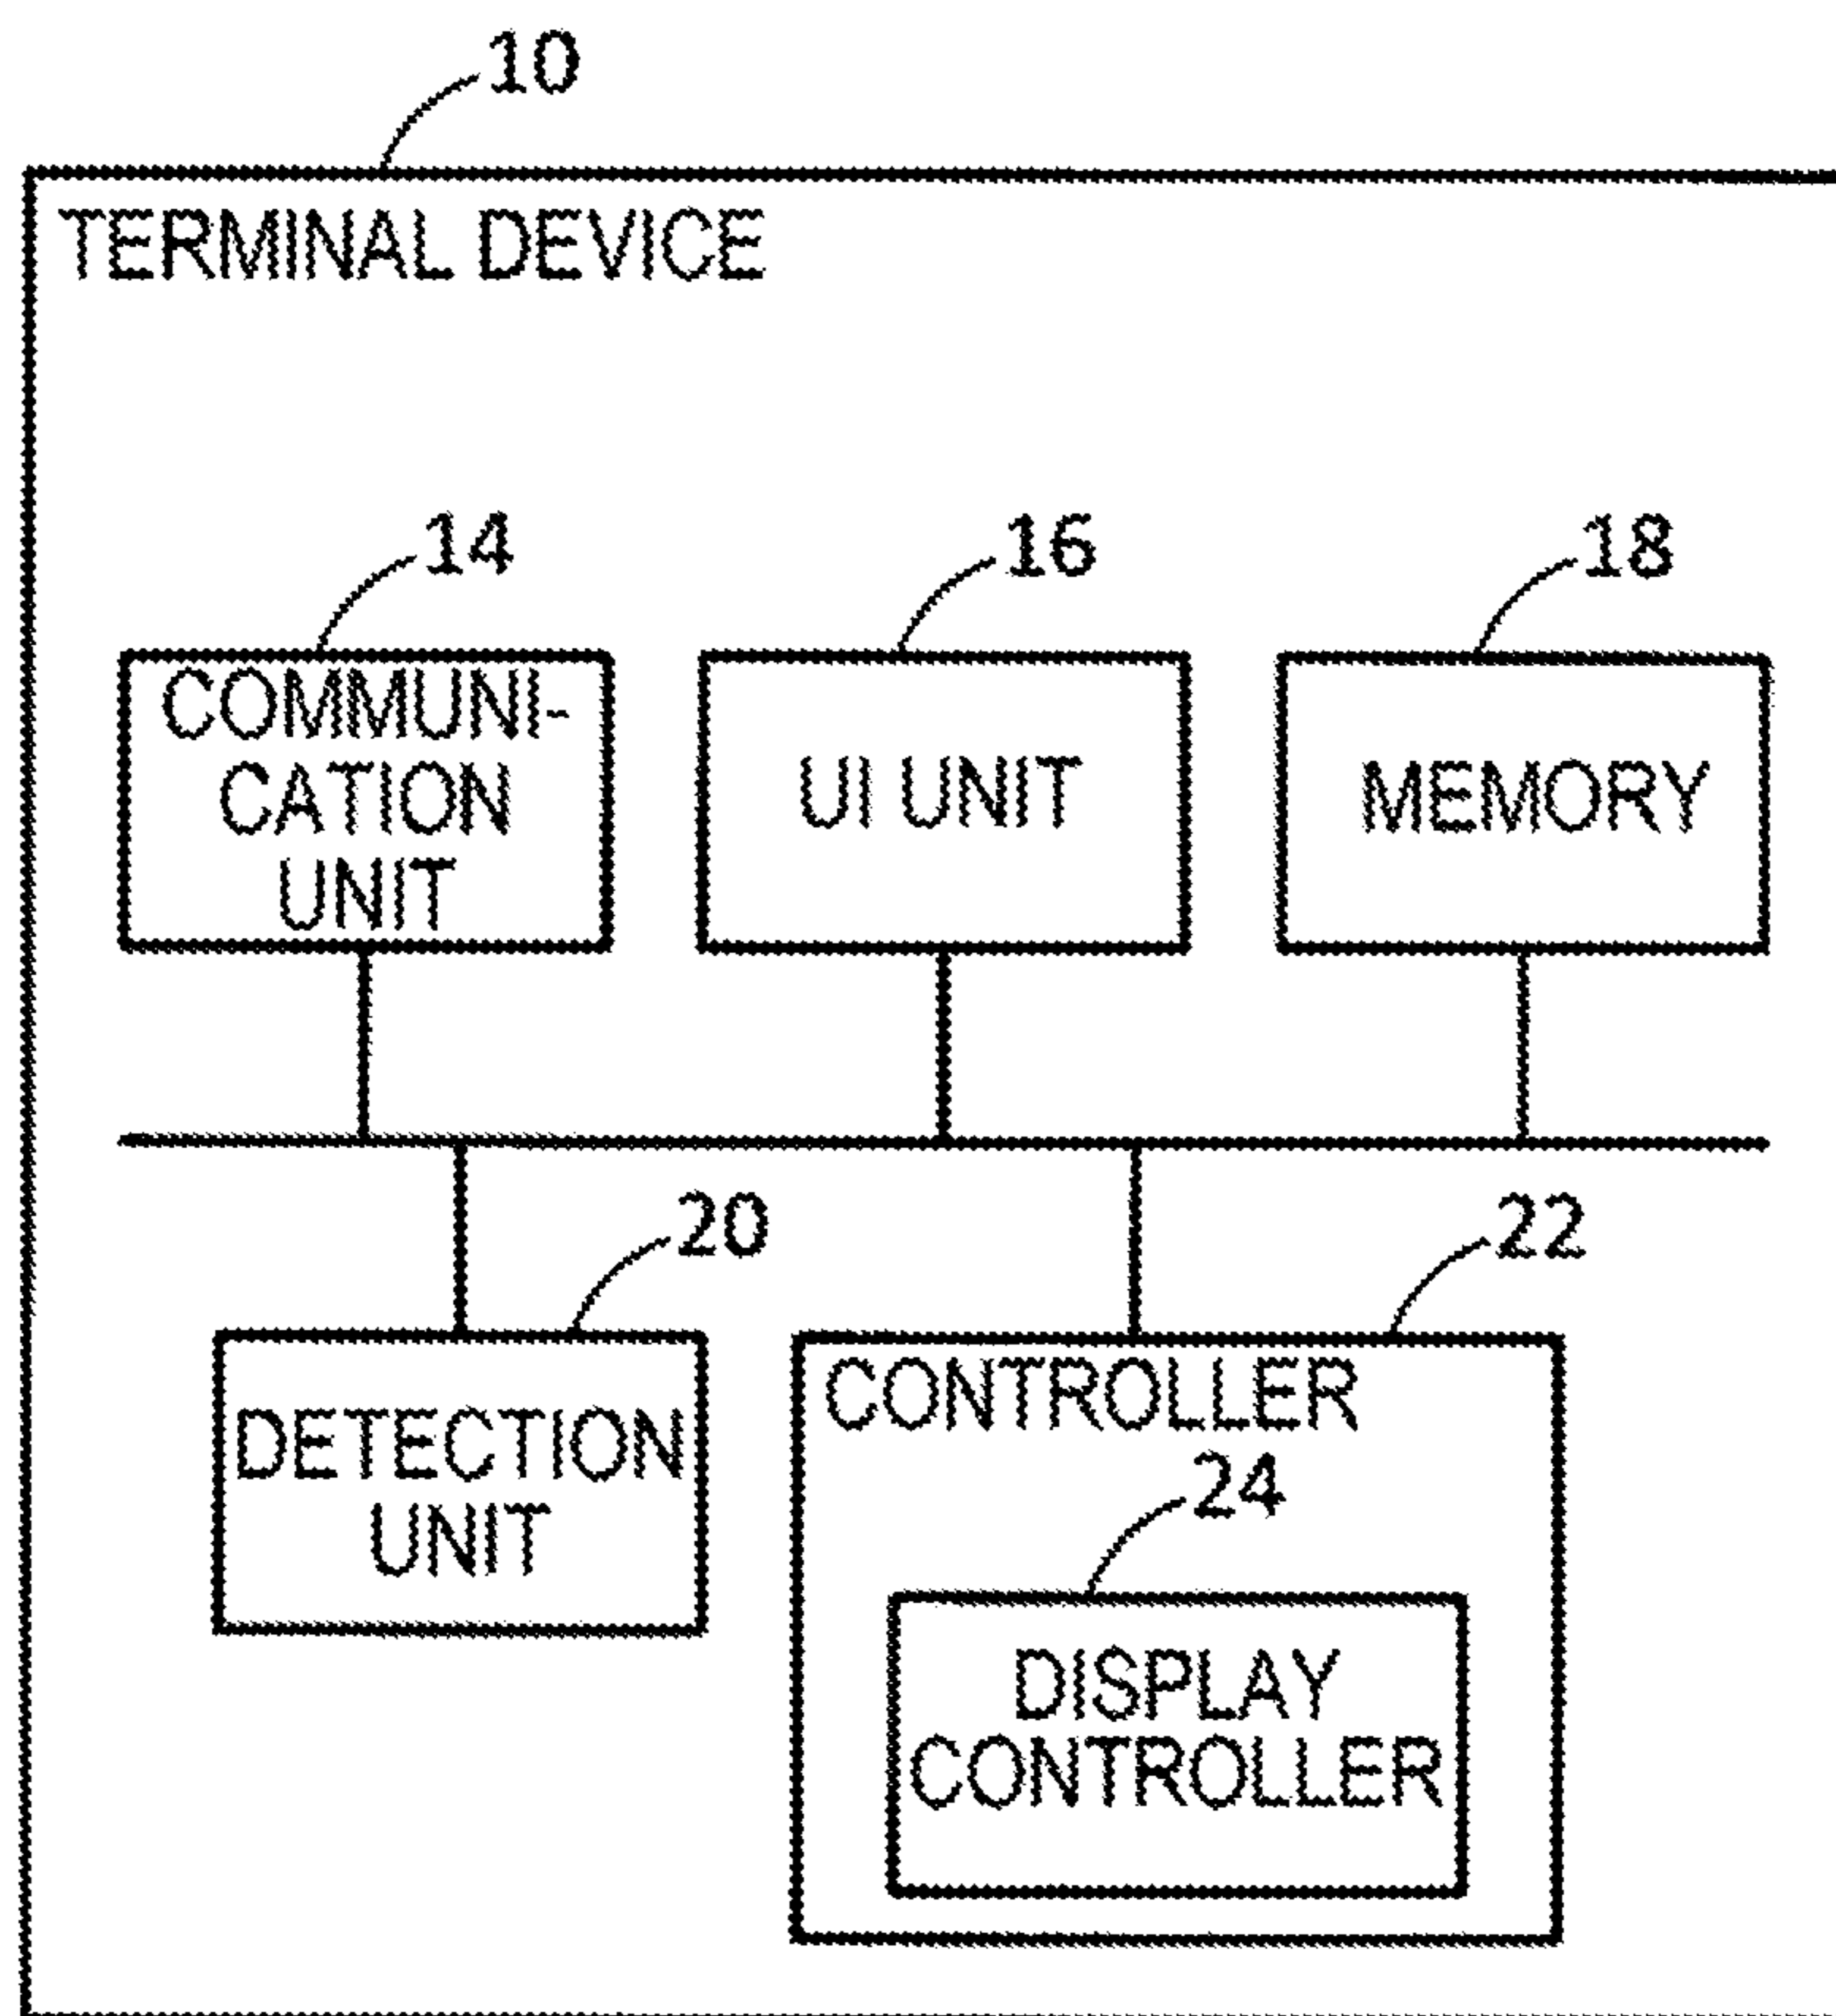 10
TERMINAL DEVICE
14
16
18
COMMUNI-
CATION
UNIT
UI UNIT
MEMORY
20
22
DETECTION
UNIT
CONTROLLER
24
DISPLAY
CONTROLLER